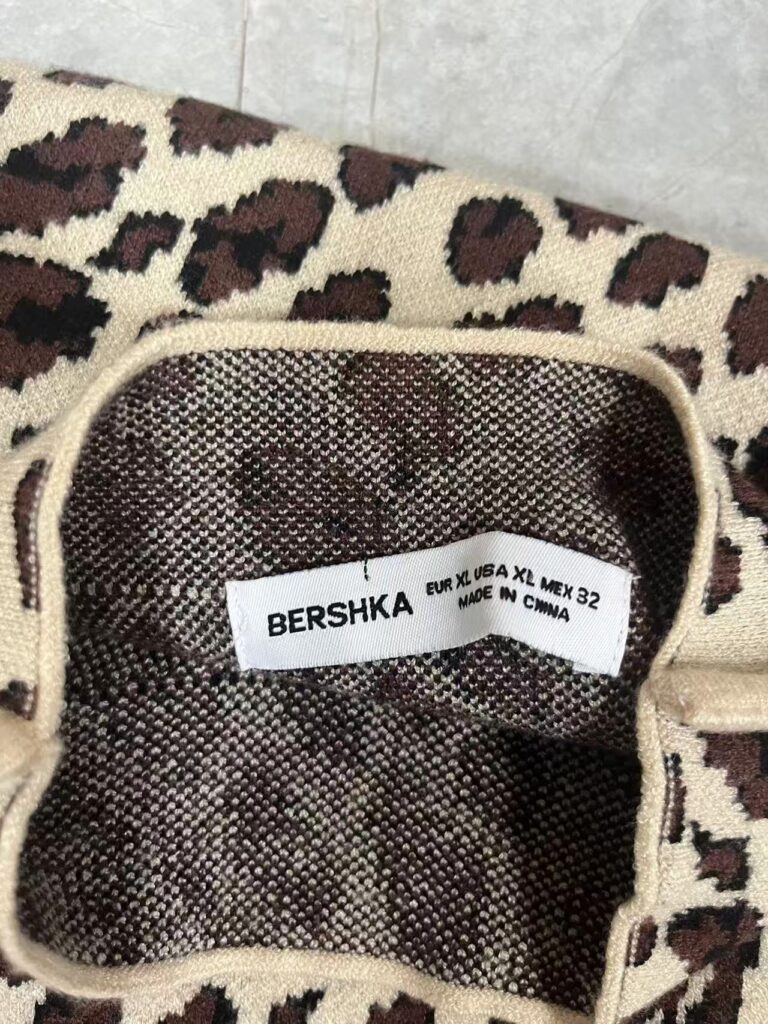 BERSHKA
EUR XL USA XL MEX 32
MADE IN CHINA